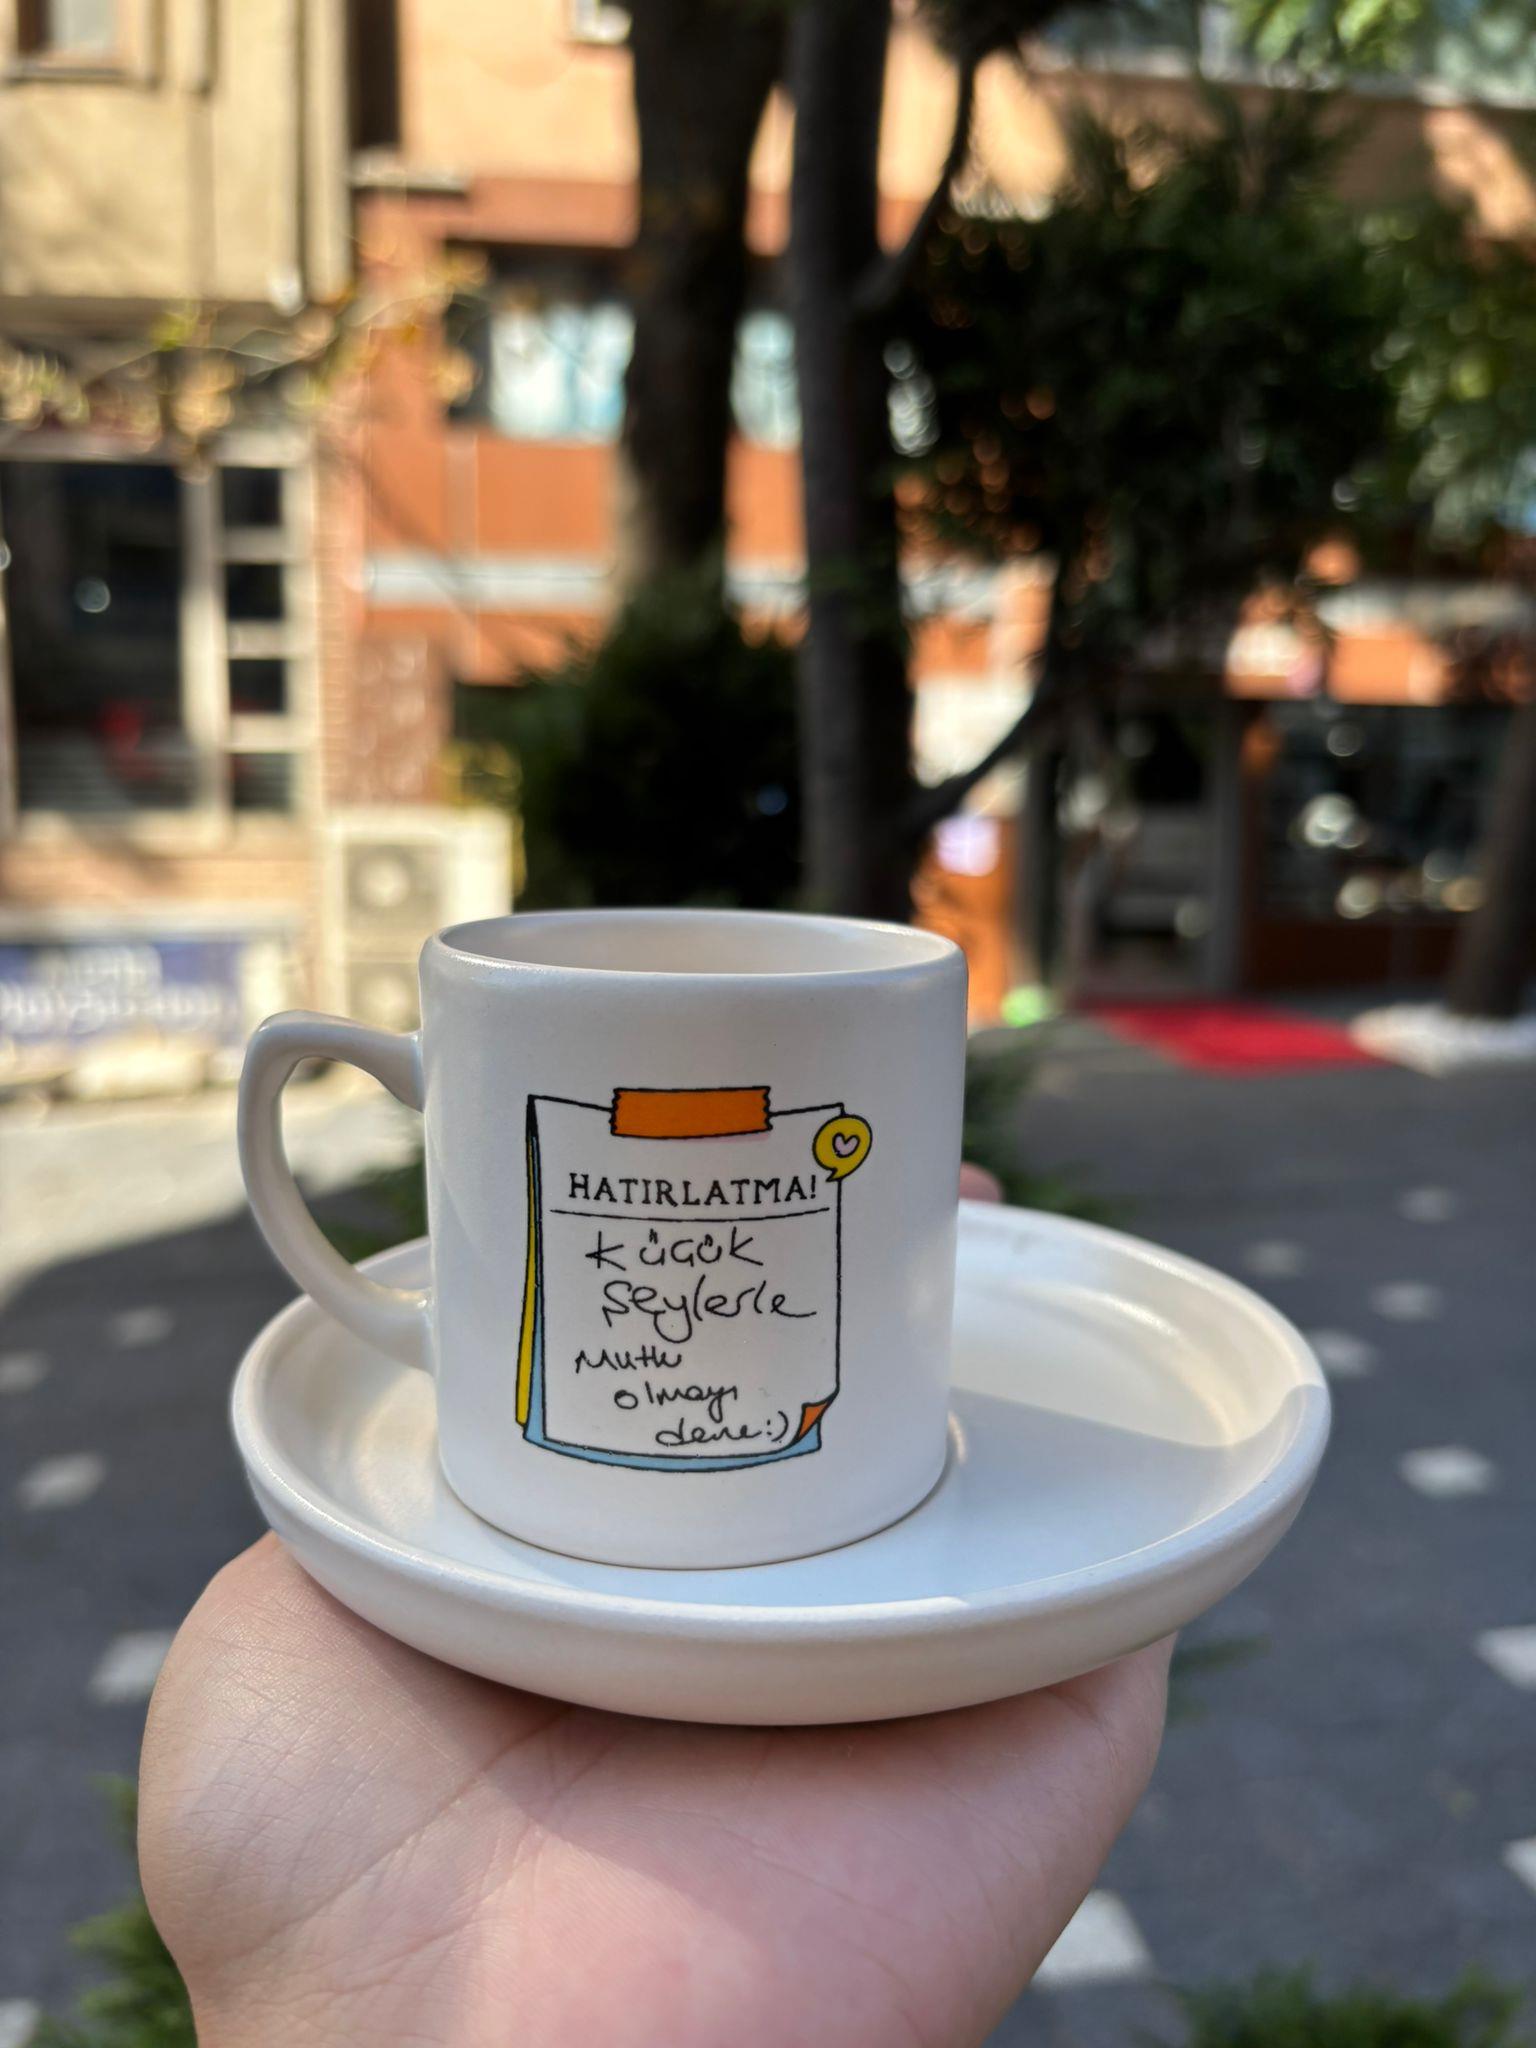 HATIRLATMA!
Küçük
şeylerle
Mutlu
olmayı
dene:)